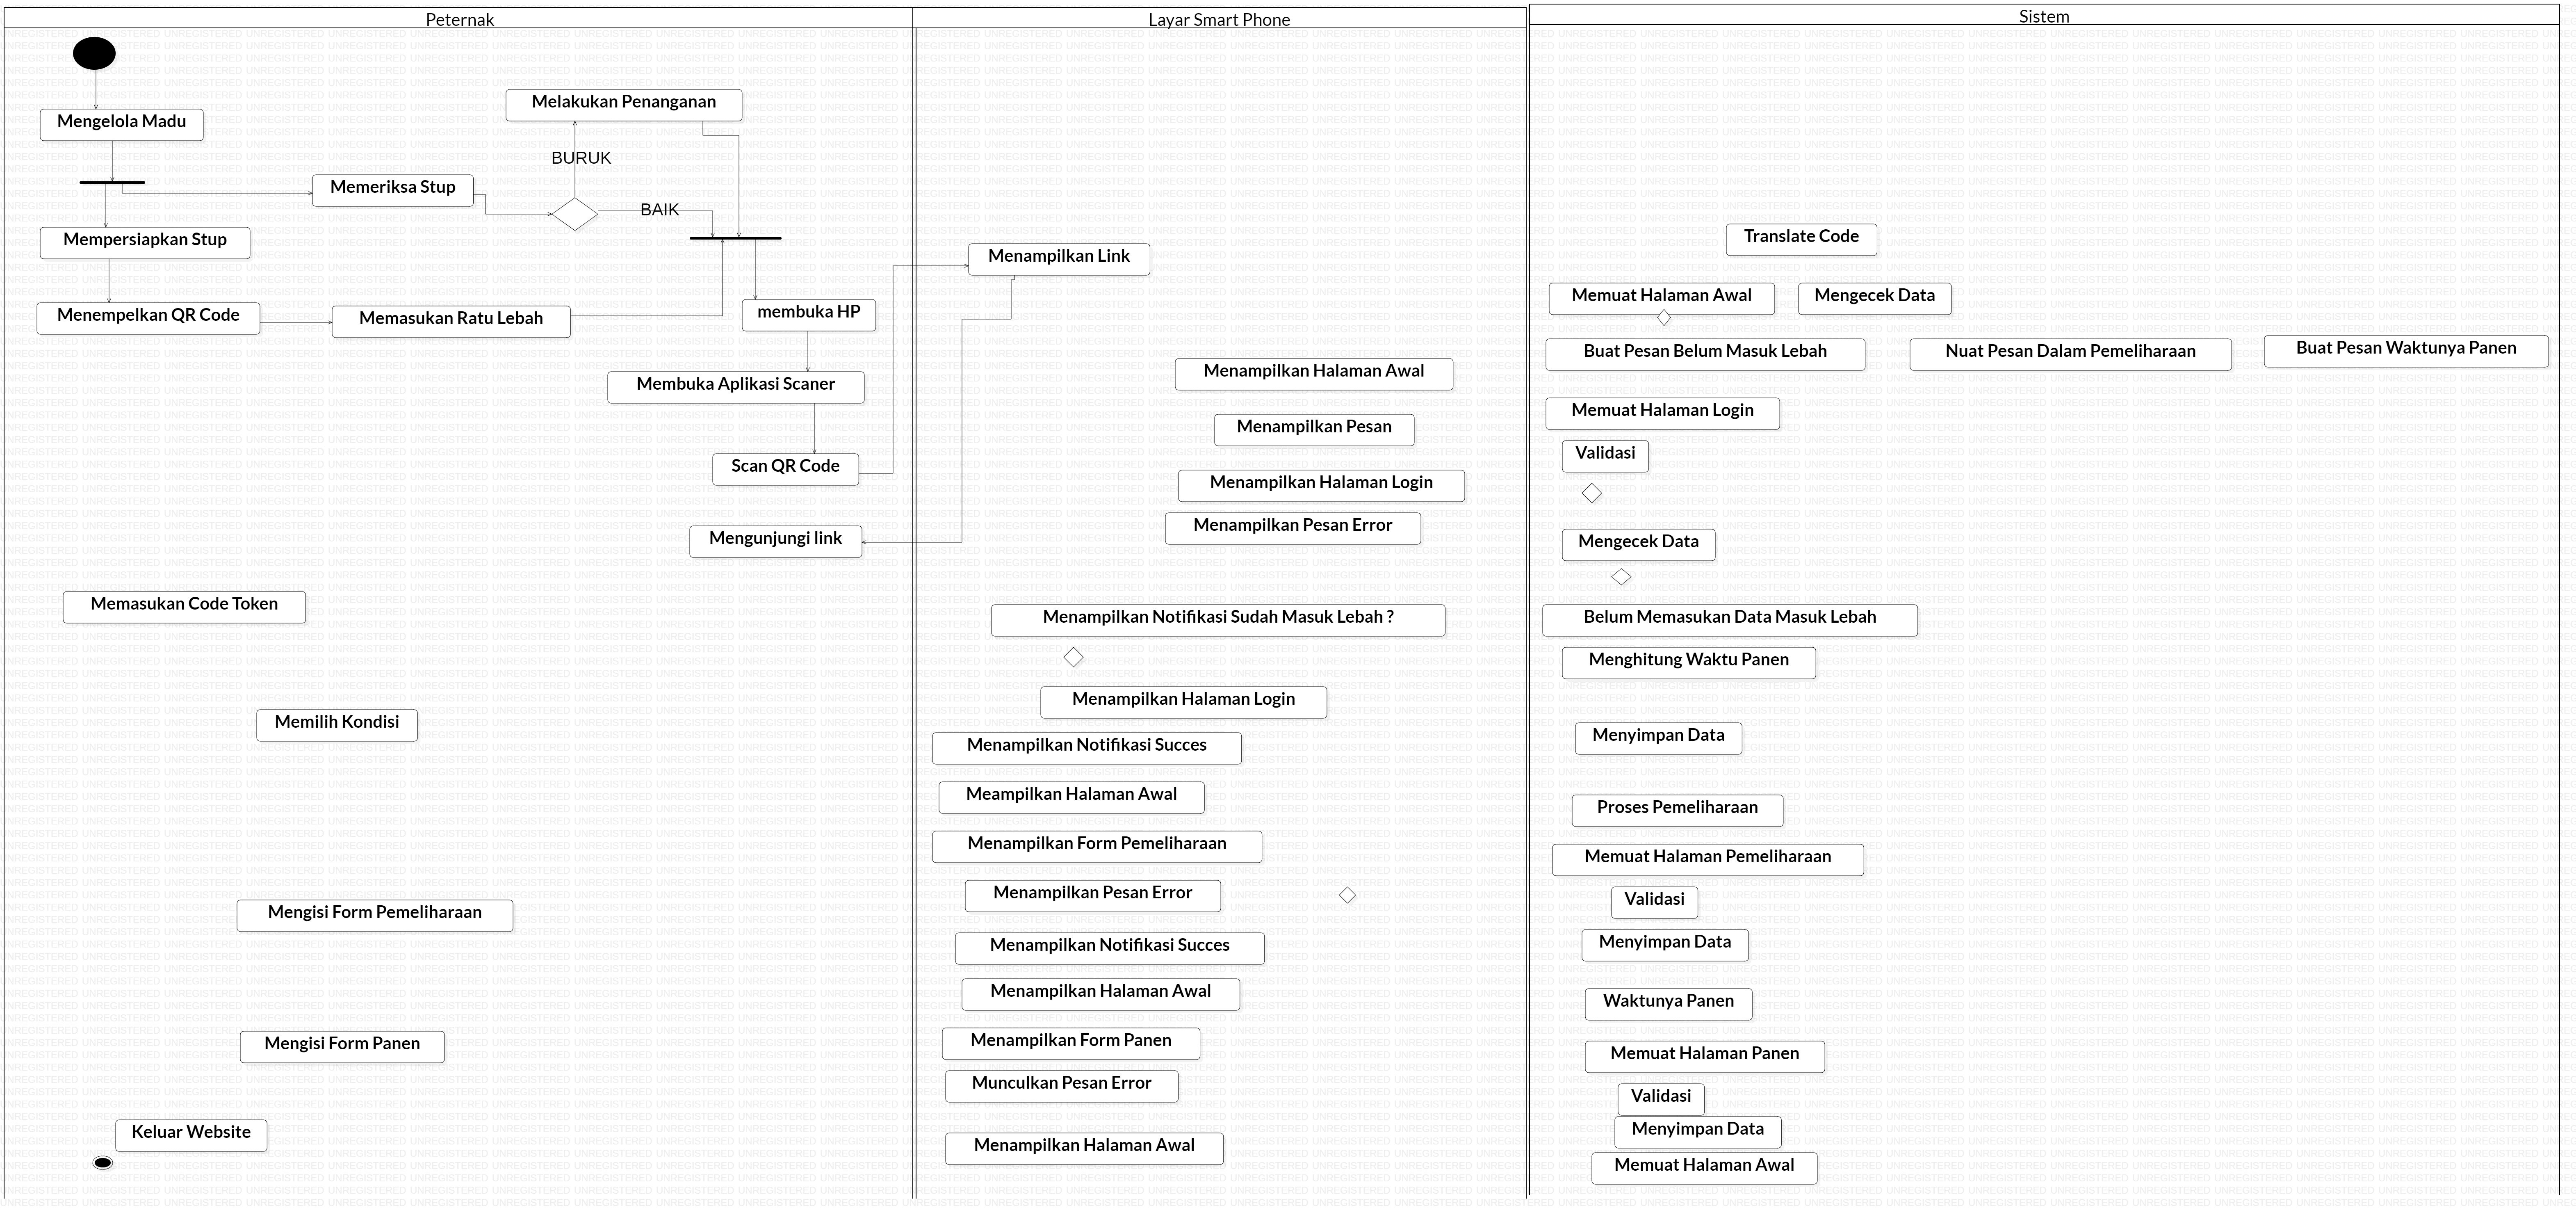 Peternak
Layar Smart Phone
Sistem
Mengelola Madu
Melakukan Penanganan
BURUK
Memeriksa Stup
BAIK
Mempersiapkan Stup
Menempelkan QR Code
Memasukan Ratu Lebah
membuka HP
Membuka Aplikasi Scaner
Scan QR Code
Mengunjungi link
Memasukan Code Token
Memilih Kondisi
Mengisi Form Pemeliharaan
Mengisi Form Panen
Keluar Website
Menampilkan Link
Menampilkan Halaman Awal
Menampilkan Pesan
Menampilkan Halaman Login
Menampilkan Pesan Error
Menampilkan Notifikasi Sudah Masuk Lebah ?
Menampilkan Halaman Login
Menampilkan Notifikasi Succes
Meampilkan Halaman Awal
Menampilkan Form Pemeliharaan
Menampilkan Pesan Error
Menampilkan Notifikasi Succes
Menampilkan Halaman Awal
Menampilkan Form Panen
Munculkan Pesan Error
Menampilkan Halaman Awal
Translate Code
Memuat Halaman Awal
Mengecek Data
Buat Pesan Belum Masuk Lebah
Nuat Pesan Dalam Pemeliharaan
Buat Pesan Waktunya Panen
Memuat Halaman Login
Validasi
Mengecek Data
Belum Memasukan Data Masuk Lebah
Menghitung Waktu Panen
Menyimpan Data
Proses Pemeliharaan
Memuat Halaman Pemeliharaan
Validasi
Menyimpan Data
Waktunya Panen
Memuat Halaman Panen
Validasi
Menyimpan Data
Memuat Halaman Awal
UNREGISTERED